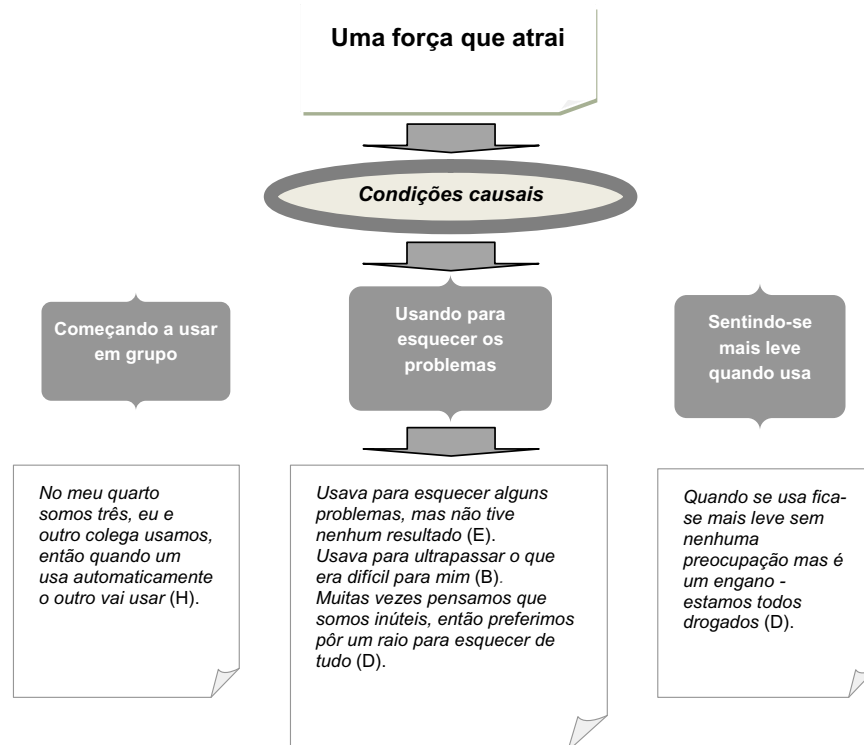 Uma força que atrai
Condições causais
Começando a usar
em grupo
Usando para
esquecer os
problemas
Sentindo-se
mais leve
quando usa
No meu quarto
somos três, eu e
outro colega usamos,
então quando um
usa automaticamente
o outro vai usar (H).
Usava para esquecer alguns
problemas, mas não tive
nenhum resultado (E).
Usava para ultrapassar o que
era difícil para mim (B).
Muitas vezes pensamos que
somos inúteis, então preferimos
pôr um raio para esquecer de
tudo (D).
Quando se usa fica-
se mais leve sem
nenhuma
preocupação mas é
um engano -
estamos todos
drogados (D).